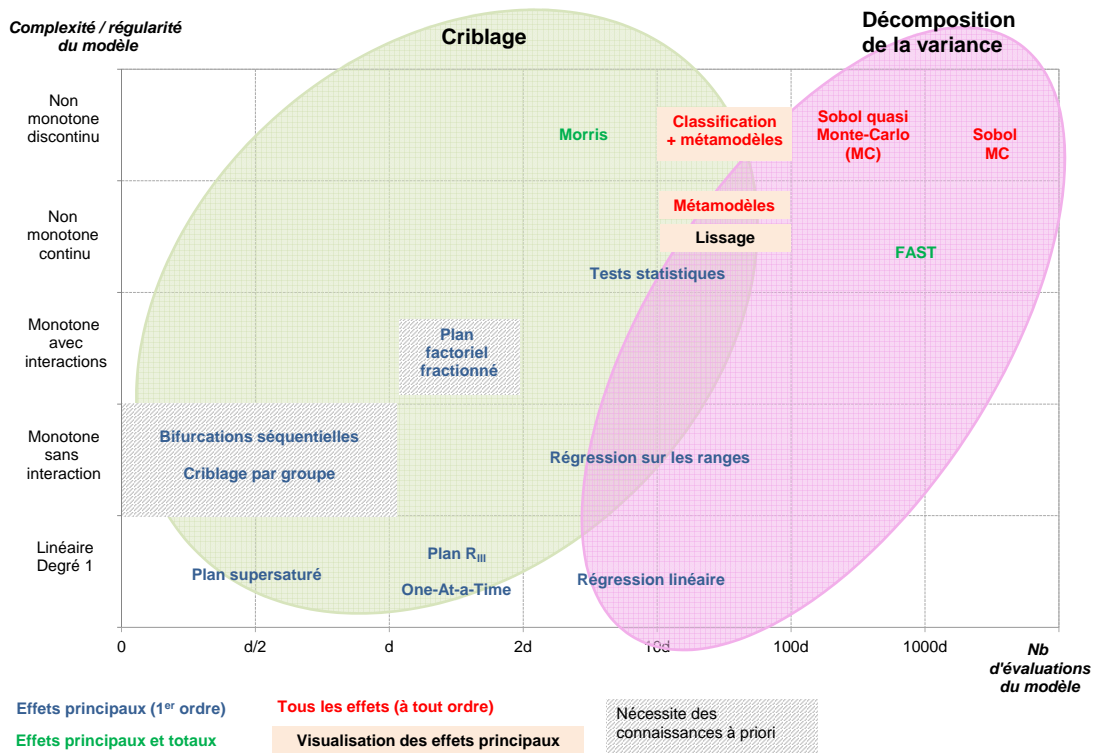 Complexité / régularité
du modèle
Criblage
Décomposition
de la variance
Non
monotone
discontinu
Morris
Classification
+ métamodèles
Sobol quasi
Monte-Carlo
(MC)
Sobol
MC
Non
monotone
continu
Métamodèles
Lissage
FAST
Tests statistiques
Monotone
avec
interactions
Plan
factoriel
fractionné
Monotone
sans
interaction
Bifurcations séquentielles
Criblage par groupe
Régression sur les ranges
Linéaire
Degré 1
Plan supersaturé
Plan RIII
One-At-a-Time
Régression linéaire
0
d/2
d
2d
10d
100d
1000d
Nb
d'évaluations
du modèle
Effets principaux (1er ordre)
Tous les effets (à tout ordre)
Nécessite des
connaissances à priori
Effets principaux et totaux
Visualisation des effets principaux